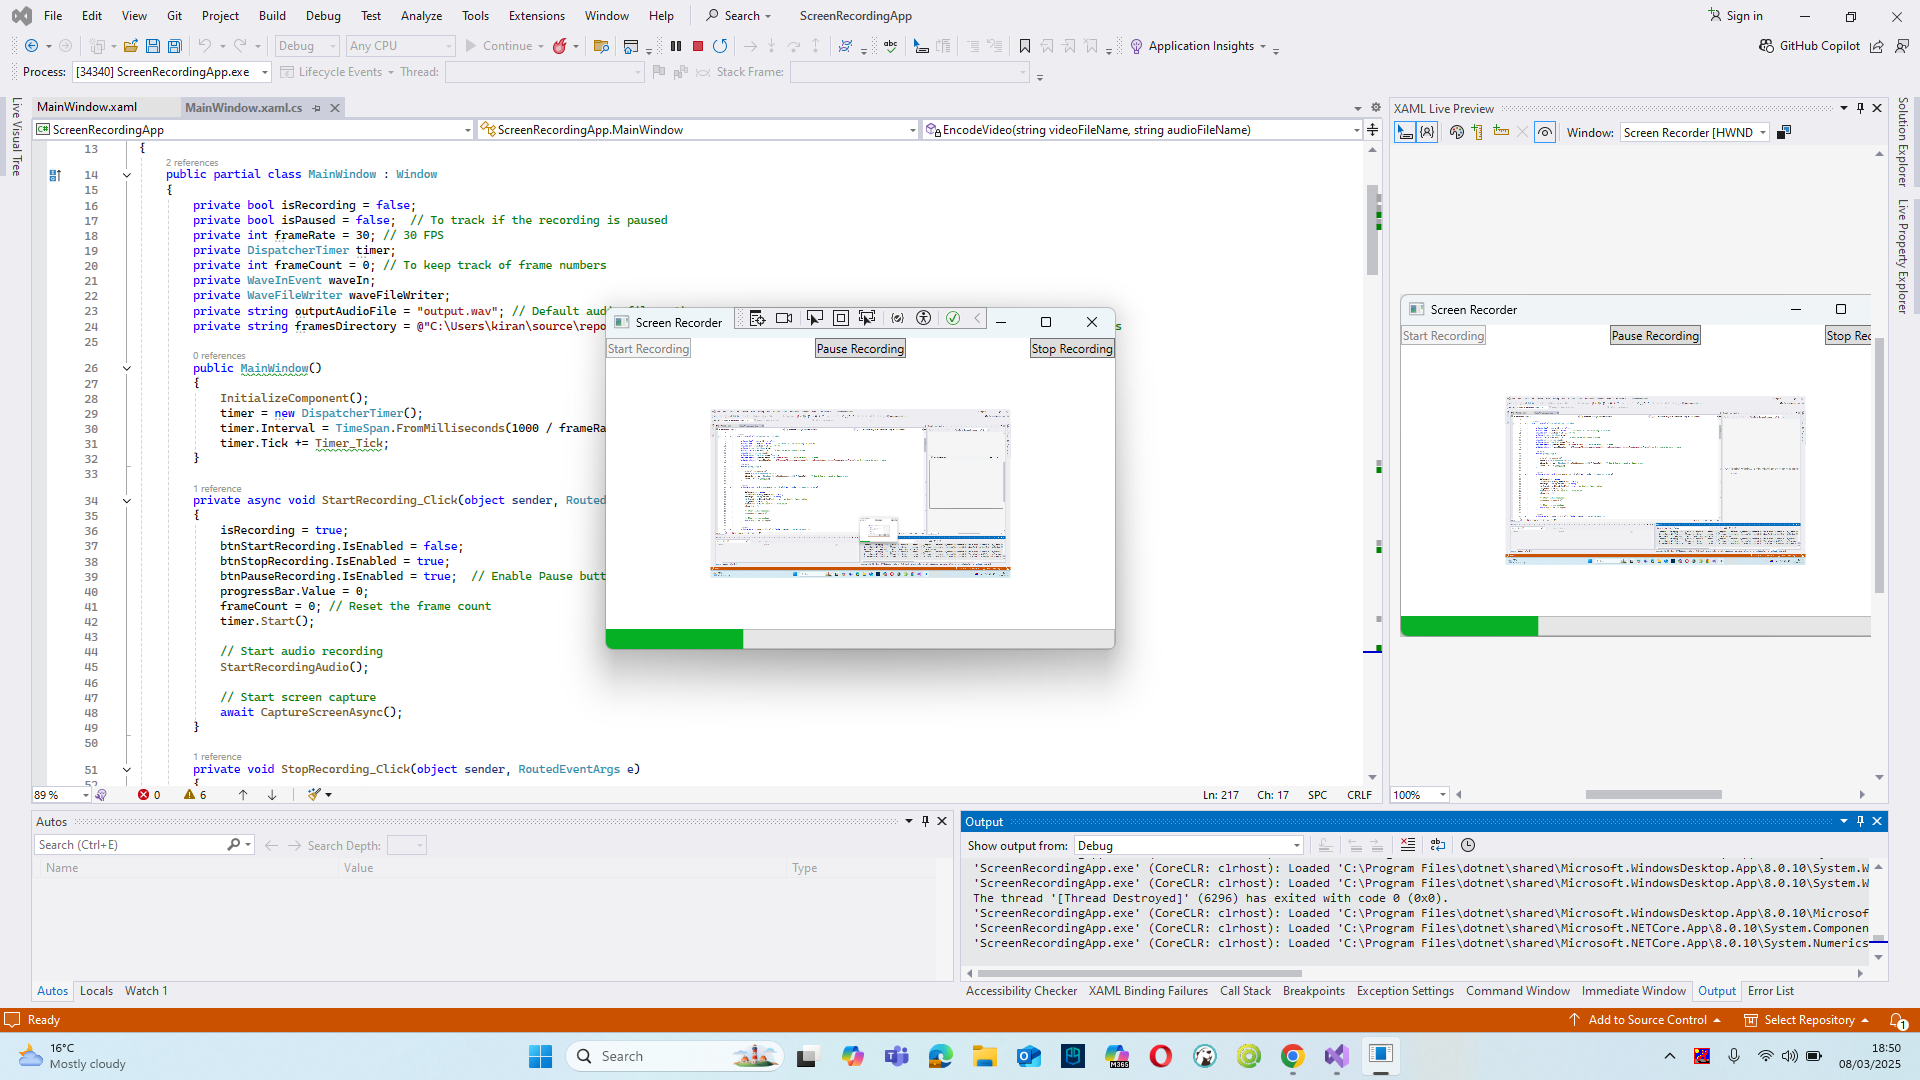 File Edit View Git Project Build Debug Test Analyze Tools Extensions Window Help Search ScreenRecordingApp Sign in
Debug Any CPU Continue Application Insights GitHub Copilot
Process: [34340] ScreenRecordingApp.exe Lifecycle Events Thread: Stack Frame:
Live Visual Tree
MainWindow.xaml MainWindow.xaml.cs
ScreenRecordingApp ScreenRecordingApp.MainWindow EncodeVideo(string videoFileName, string audioFileName)
13 {
2 references
14 public partial class MainWindow : Window
15 {
16 private bool isRecording = false;
17 private bool isPaused = false; // To track if the recording is paused
18 private int frameRate = 30; // 30 FPS
19 private DispatcherTimer timer;
20 private int frameCount = 0; // To keep track of frame numbers
21 private WaveInEvent waveIn;
22 private WaveFileWriter waveFileWriter;
23 private string outputAudioFile = "output.wav"; // Default
24 private string framesDirectory = @"C:\Users\kiran\source\repo
25
0 references
26 public MainWindow()
27 {
28 InitializeComponent();
29 timer = new DispatcherTimer();
30 timer.Interval = TimeSpan.FromMilliseconds(1000 / frameRa
31 timer.Tick += Timer_Tick;
32 }
33
1 reference
34 private async void StartRecording_Click(object sender, Routed
35 {
36 isRecording = true;
37 btnStartRecording.IsEnabled = false;
38 btnStopRecording.IsEnabled = true;
39 btnPauseRecording.IsEnabled = true; // Enable Pause butt
40 progressBar.Value = 0;
41 frameCount = 0; // Reset the frame count
42 timer.Start();
43
44 // Start audio recording
45 StartRecordingAudio();
46
47 // Start screen capture
48 await CaptureScreenAsync();
49 }
50
1 reference
51 private void StopRecording_Click(object sender, RoutedEventArgs e)
52 {
89 % 0 6 Ln: 217 Ch: 17 SPC CRLF
Screen Recorder
Start Recording Pause Recording Stop Recording
XAML Live Preview
Window: Screen Recorder [HWND
Screen Recorder
Start Recording Pause Recording Stop Rec
100%
Solution Explorer
Live Property Explorer
Autos
Search (Ctrl+E) Search Depth:
Name Value Type
Autos Locals Watch 1
Output
Show output from: Debug
'ScreenRecordingApp.exe' (CoreCLR: clrhost): Loaded 'C:\Program Files\dotnet\shared\Microsoft.WindowsDesktop.App\8.0.10\System.W
'ScreenRecordingApp.exe' (CoreCLR: clrhost): Loaded 'C:\Program Files\dotnet\shared\Microsoft.WindowsDesktop.App\8.0.10\System.W
The thread '[Thread Destroyed]' (6296) has exited with code 0 (0x0).
'ScreenRecordingApp.exe' (CoreCLR: clrhost): Loaded 'C:\Program Files\dotnet\shared\Microsoft.WindowsDesktop.App\8.0.10\Microsof
'ScreenRecordingApp.exe' (CoreCLR: clrhost): Loaded 'C:\Program Files\dotnet\shared\Microsoft.NETCore.App\8.0.10\System.Componen
'ScreenRecordingApp.exe' (CoreCLR: clrhost): Loaded 'C:\Program Files\dotnet\shared\Microsoft.NETCore.App\8.0.10\System.Numerics
Accessibility Checker XAML Binding Failures Call Stack Breakpoints Exception Settings Command Window Immediate Window Output Error List
Ready Add to Source Control Select Repository 1
16°C
Mostly cloudy
Search
18:50
08/03/2025